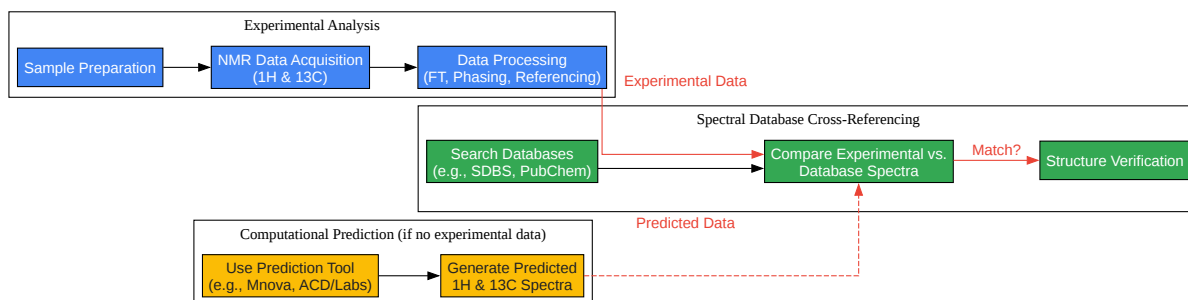 Experimental Analysis
Sample Preparation
NMR Data Acquisition
(1H & 13C)
Data Processing
(FT, Phasing, Referencing)
Experimental Data
Spectral Database Cross-Referencing
Search Databases
(e.g., SDBS, PubChem)
Compare Experimental vs.
Database Spectra
Match?
Structure Verification
Predicted Data
Computational Prediction (if no experimental data)
Use Prediction Tool
(e.g., Mnova, ACD/Labs)
Generate Predicted
1H & 13C Spectra